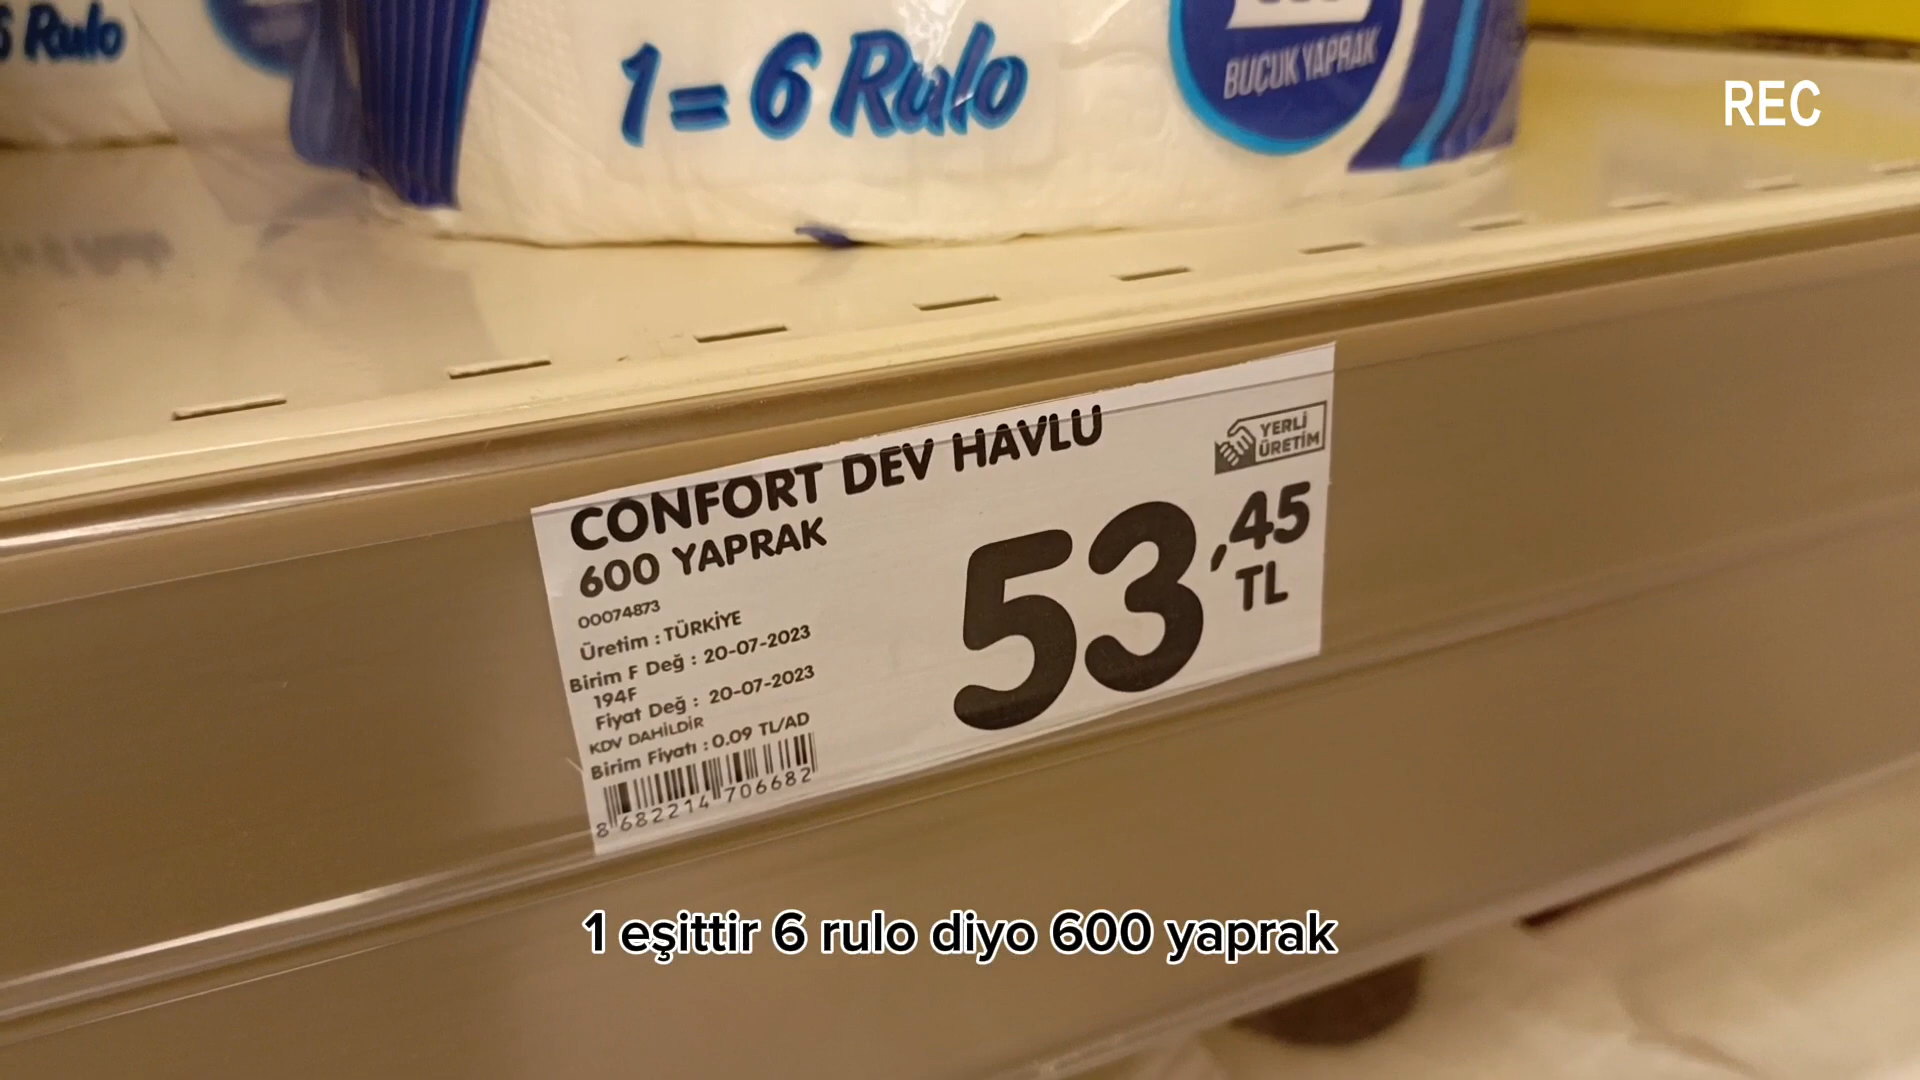 6 Rulo
1=6 Rulo
BUÇUK YAPRAK
REC
CONFORT DEV HAVLU
600 YAPRAK
YERLİ
ÜRETİM
53,45
TL
00074873
Üretim : TÜRKİYE
Birim F Değ : 20-07-2023
194F
Fiyat Değ : 20-07-2023
KDV DAHİLDİR
Birim Fiyatı : 0.09 TL/AD
8 682214 706682
1 eşittir 6 rulo diyo 600 yaprak